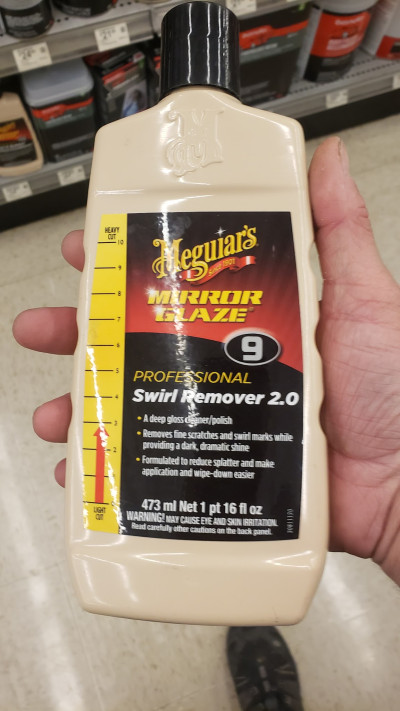 HEAVY
CUT
10
9
8
7
6
5
4
3
2
LIGHT
CUT
Meguiar's
SINCE 1901
MIRROR
GLAZE®
9
PROFESSIONAL
Swirl Remover 2.0
• A deep gloss cleaner/polish
• Removes fine scratches and swirl marks while
providing a dark, dramatic shine
• Formulated to reduce splatter and make
application and wipe-down easier
473 ml Net 1 pt 16 fl oz
WARNING! MAY CAUSE EYE AND SKIN IRRITATION.
Read carefully other cautions on the back panel.